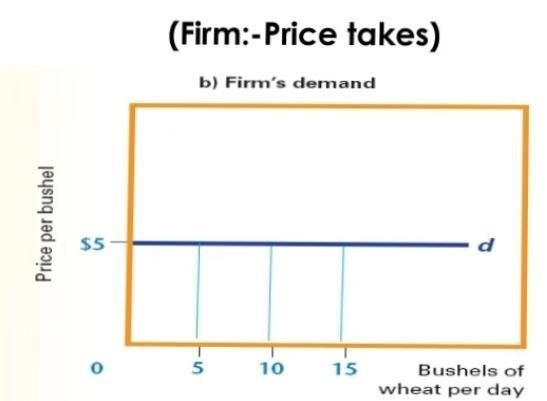 (Firm:-Price takes)
b) Firm's demand
Price per bushel
$5
d
0
5
10
15
Bushels of
wheat per day